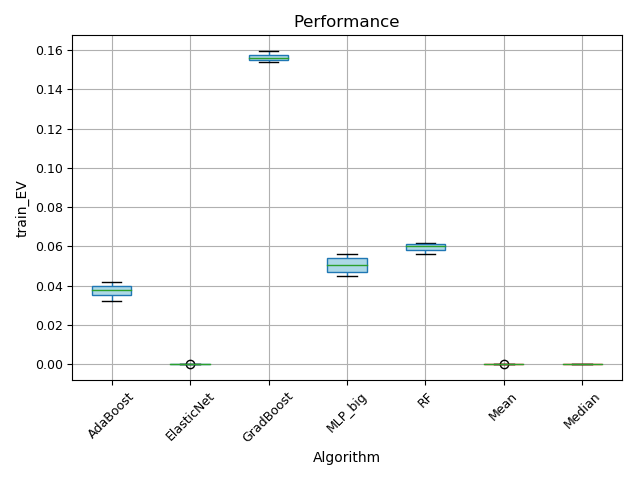 Performance
train_EV
0.16
0.14
0.12
0.10
0.08
0.06
0.04
0.02
0.00
AdaBoost
ElasticNet
GradBoost
MLP_big
RF
Mean
Median
Algorithm